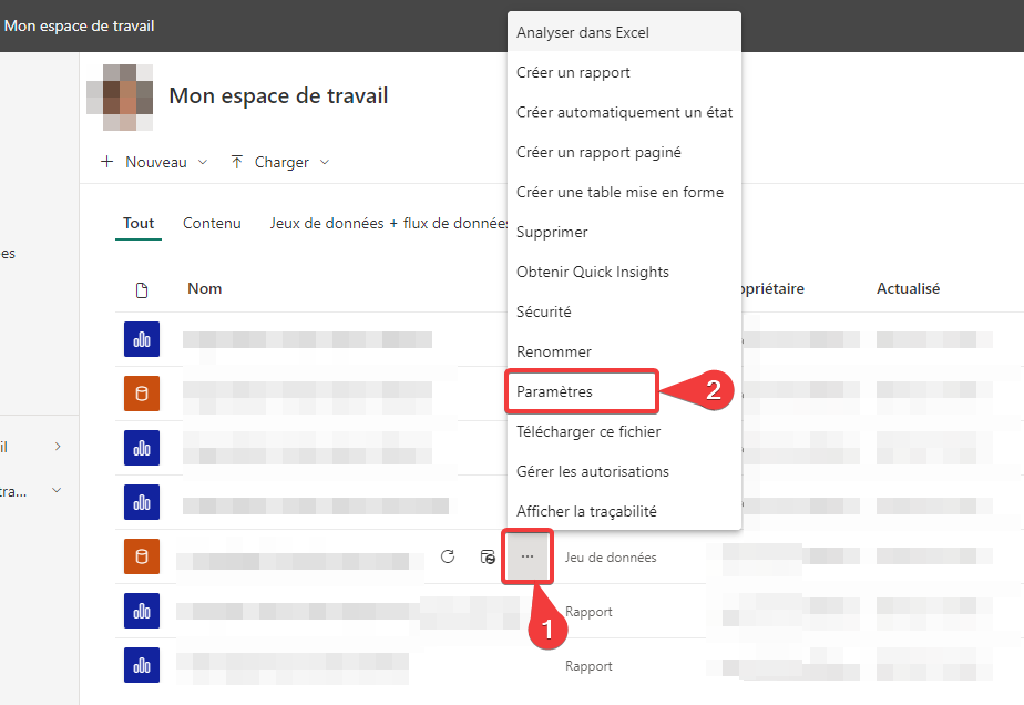 Mon espace de travail
Mon espace de travail
Nouveau
Charger
Tout
Contenu
Jeux de données + flux de données
Nom
opriétaire
Actualisé
Analyser dans Excel
Créer un rapport
Créer automatiquement un état
Créer un rapport paginé
Créer une table mise en forme
Supprimer
Obtenir Quick Insights
Sécurité
Renommer
Paramètres
2
Télécharger ce fichier
Gérer les autorisations
Afficher la traçabilité
es
il
tra...
...
Jeu de données
1
Rapport
Rapport